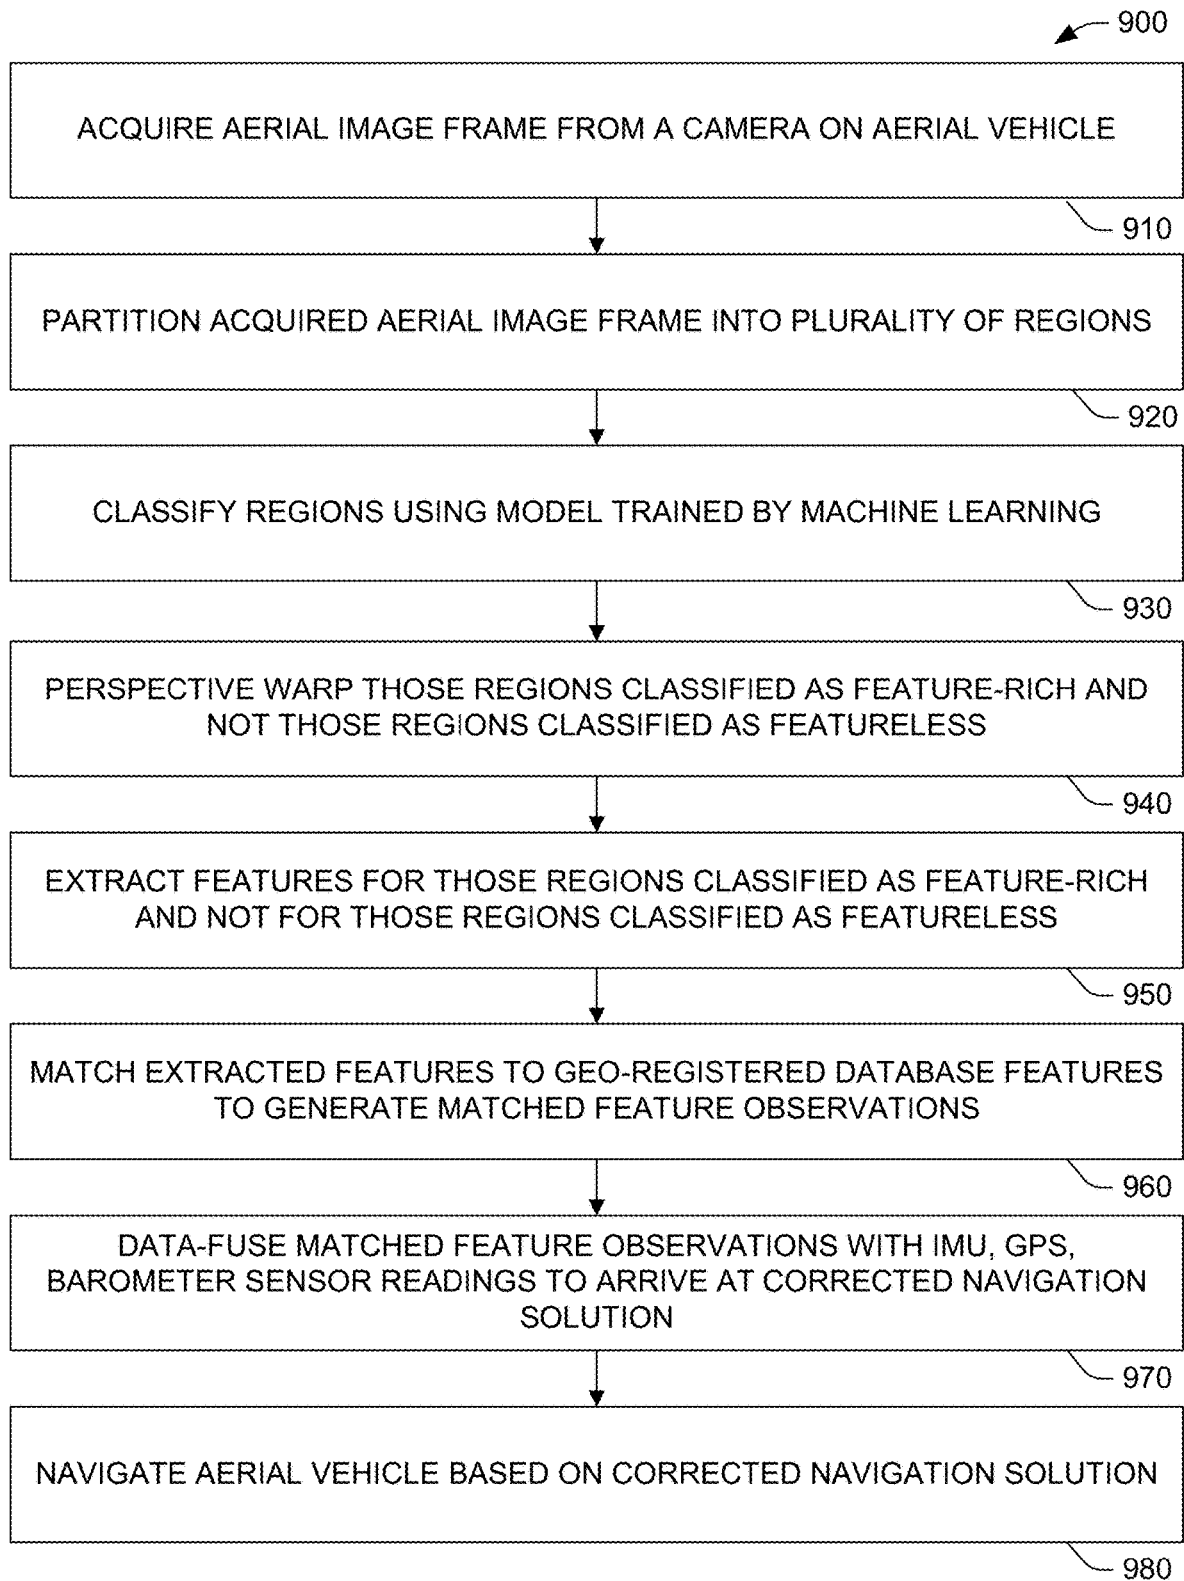 900
ACQUIRE AERIAL IMAGE FRAME FROM A CAMERA ON AERIAL VEHICLE
910
PARTITION ACQUIRED AERIAL IMAGE FRAME INTO PLURALITY OF REGIONS
920
CLASSIFY REGIONS USING MODEL TRAINED BY MACHINE LEARNING
930
PERSPECTIVE WARP THOSE REGIONS CLASSIFIED AS FEATURE-RICH AND
NOT THOSE REGIONS CLASSIFIED AS FEATURELESS
940
EXTRACT FEATURES FOR THOSE REGIONS CLASSIFIED AS FEATURE-RICH
AND NOT FOR THOSE REGIONS CLASSIFIED AS FEATURELESS
950
MATCH EXTRACTED FEATURES TO GEO-REGISTERED DATABASE FEATURES
TO GENERATE MATCHED FEATURE OBSERVATIONS
960
DATA-FUSE MATCHED FEATURE OBSERVATIONS WITH IMU, GPS,
BAROMETER SENSOR READINGS TO ARRIVE AT CORRECTED NAVIGATION
SOLUTION
970
NAVIGATE AERIAL VEHICLE BASED ON CORRECTED NAVIGATION SOLUTION
980